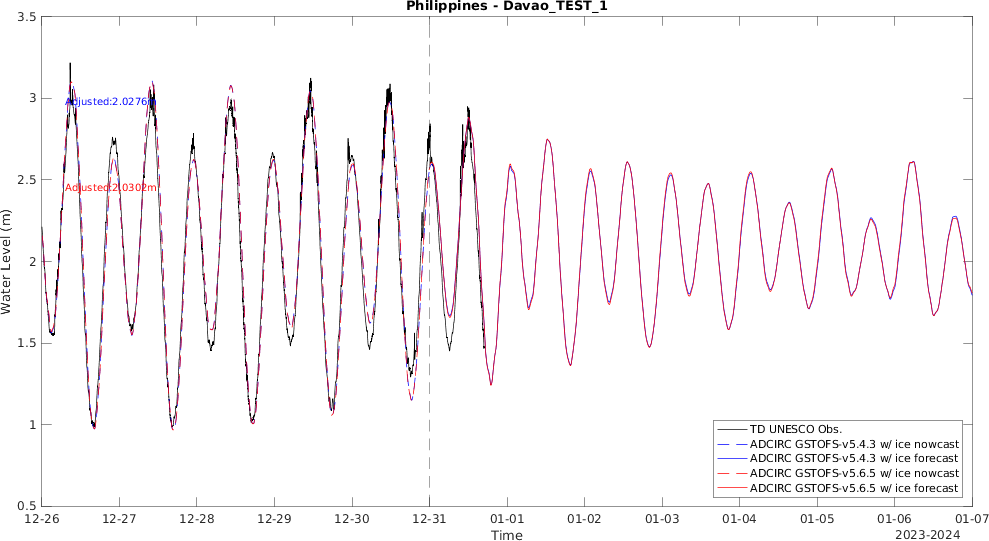 Philippines - Davao_TEST_1
3.5
3
2.5
2
1.5
1
0.5
Water Level (m)
Adjusted:2.0276m
Adjusted:2.0302m
TD UNESCO Obs.
ADCIRC GSTOFS-v5.4.3 w/ ice nowcast
ADCIRC GSTOFS-v5.4.3 w/ ice forecast
ADCIRC GSTOFS-v5.6.5 w/ ice nowcast
ADCIRC GSTOFS-v5.6.5 w/ ice forecast
12-26 12-27 12-28 12-29 12-30 12-31 01-01 01-02 01-03 01-04 01-05 01-06 01-07
Time
2023-2024